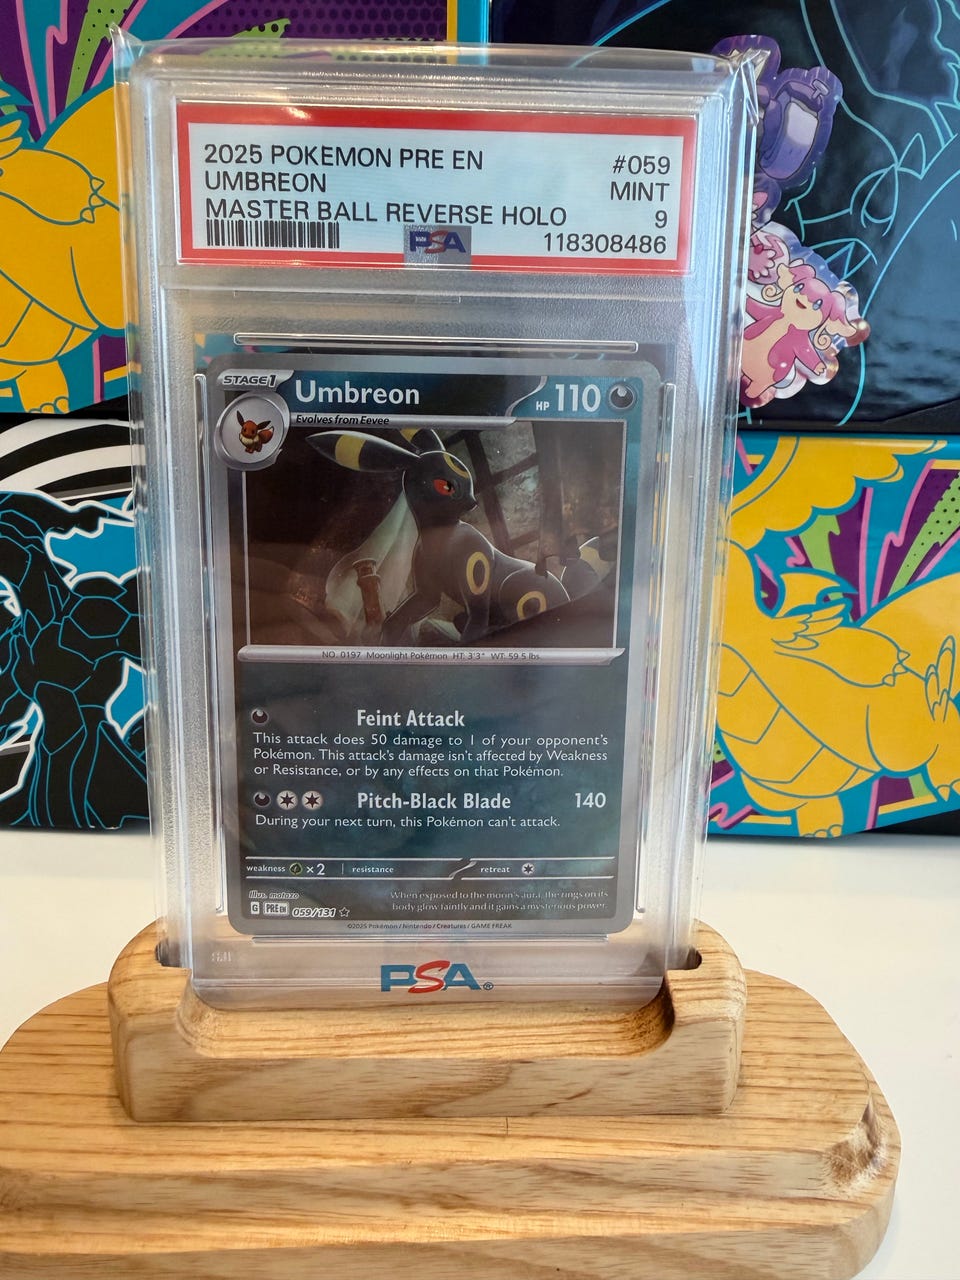 2025 POKEMON PRE EN #059
UMBREON MINT
MASTER BALL REVERSE HOLO 9
PSA 118308486
STAGE 1 Umbreon HP 110
Evolves from Eevee
NO. 0197 Moonlight Pokémon HT: 3'3" WT: 59.5 lbs.
Feint Attack
This attack does 50 damage to 1 of your opponent's
Pokémon. This attack's damage isn't affected by Weakness
or Resistance, or by any effects on that Pokémon.
Pitch-Black Blade 140
During your next turn, this Pokémon can't attack.
weakness ×2 resistance retreat
Illus. motazo
When exposed to the moon's aura, the rings on its
body glow faintly and it gains a mysterious power.
G PRE EN 059/131
©2025 Pokémon / Nintendo / Creatures / GAME FREAK
PSA®